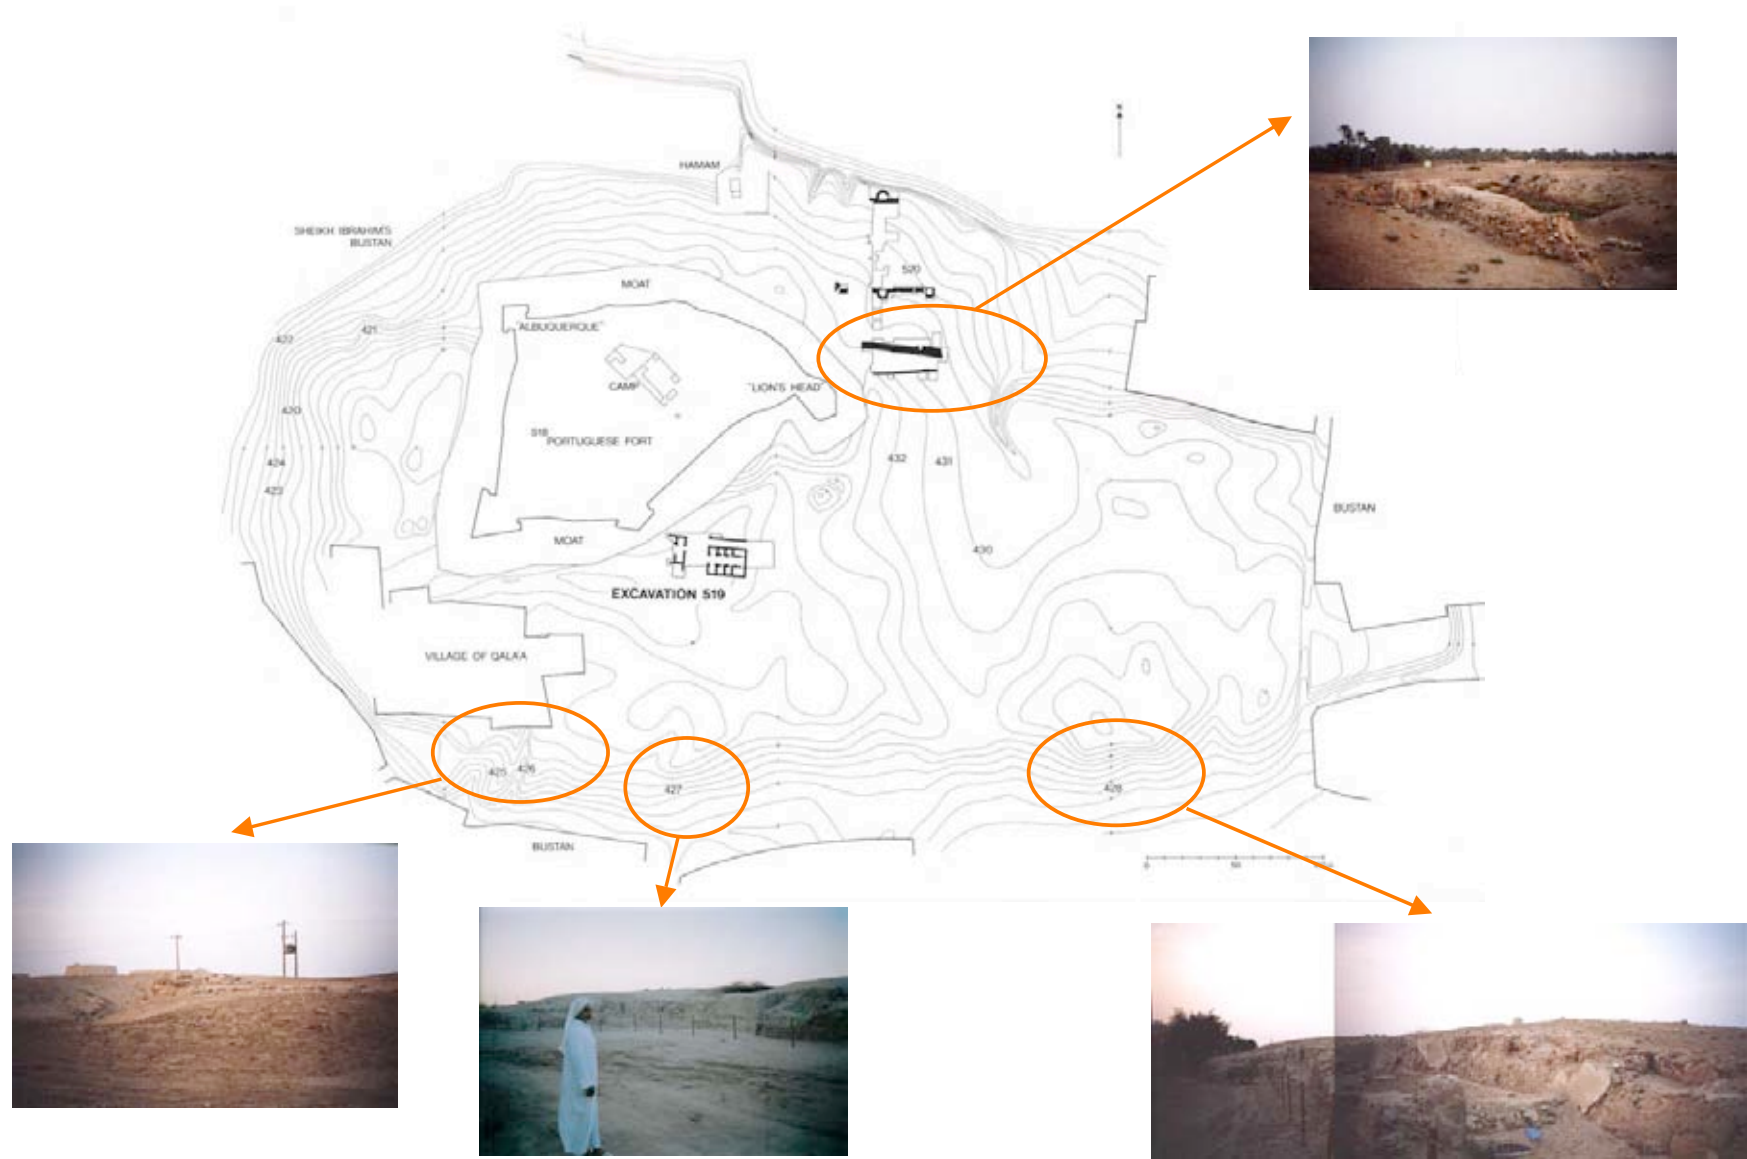 N
HAMAM
SHEIKH IBRAHIM'S
BUSTAN
520
MOAT
"ALBUQUERQUE"
421
422
CAMP
"LION'S HEAD"
420
518
PORTUGUESE FORT
424
432
431
423
BUSTAN
MOAT
430
EXCAVATION 519
VILLAGE OF QALA'A
425
426
427
428
BUSTAN
0
50